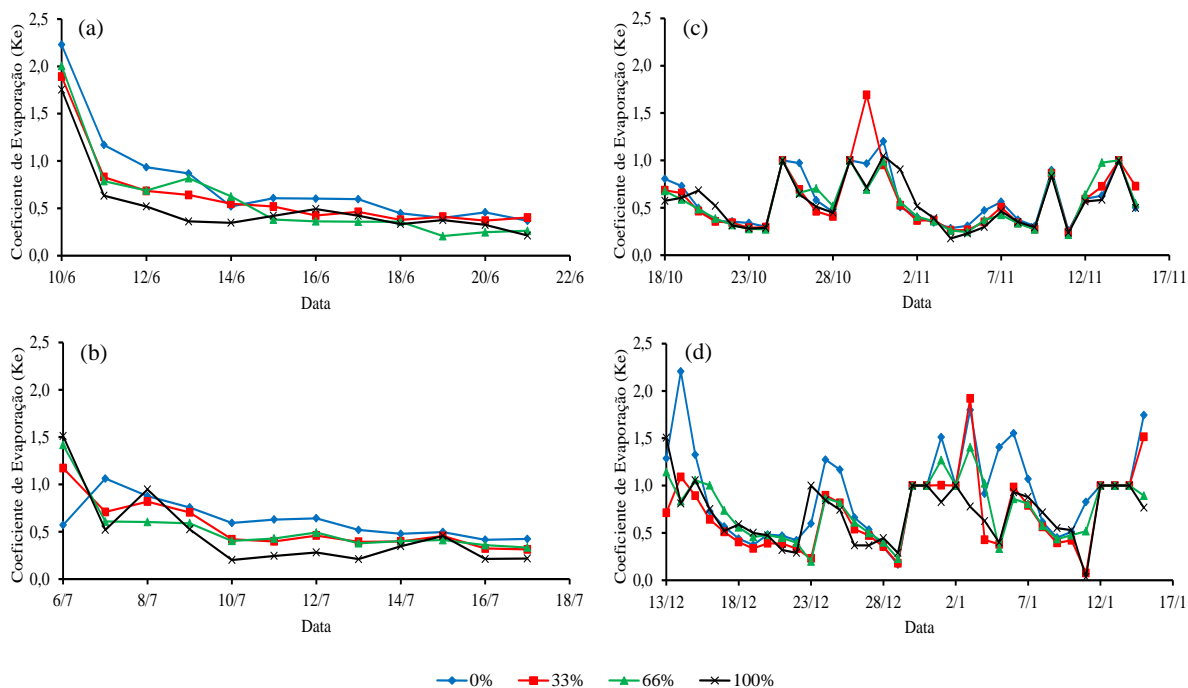 (a)
Coeficiente de Evaporação (Ke)
2,5
2,0
1,5
1,0
0,5
0,0
10/6 12/6 14/6 16/6 18/6 20/6 22/6
Data
(c)
Coeficiente de Evaporação (Ke)
2,5
2,0
1,5
1,0
0,5
0,0
18/10 23/10 28/10 2/11 7/11 12/11 17/11
Data
(b)
Coeficiente de Evaporação (Ke)
2,5
2,0
1,5
1,0
0,5
0,0
6/7 8/7 10/7 12/7 14/7 16/7 18/7
Data
(d)
Coeficiente de Evaporação (Ke)
2,5
2,0
1,5
1,0
0,5
0,0
13/12 18/12 23/12 28/12 2/1 7/1 12/1 17/1
Data
0% 33% 66% 100%